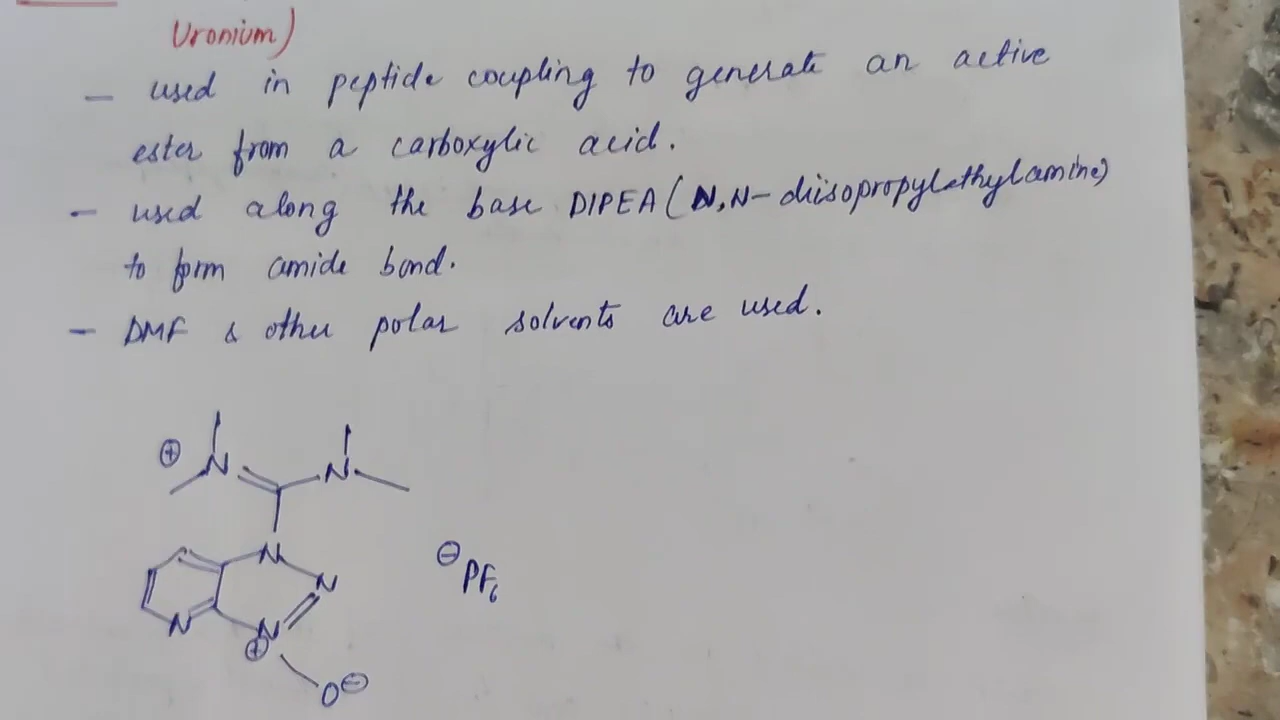 Uronium)
– used in peptide coupling to generate an active
ester from a carboxylic acid.
– used along the base DIPEA (N,N-diisopropylethylamine)
to form amide bond.
– DMF & other polar solvents are used.
⊕ N N
N ⊖PF6
N
N N
⊕
O⊖